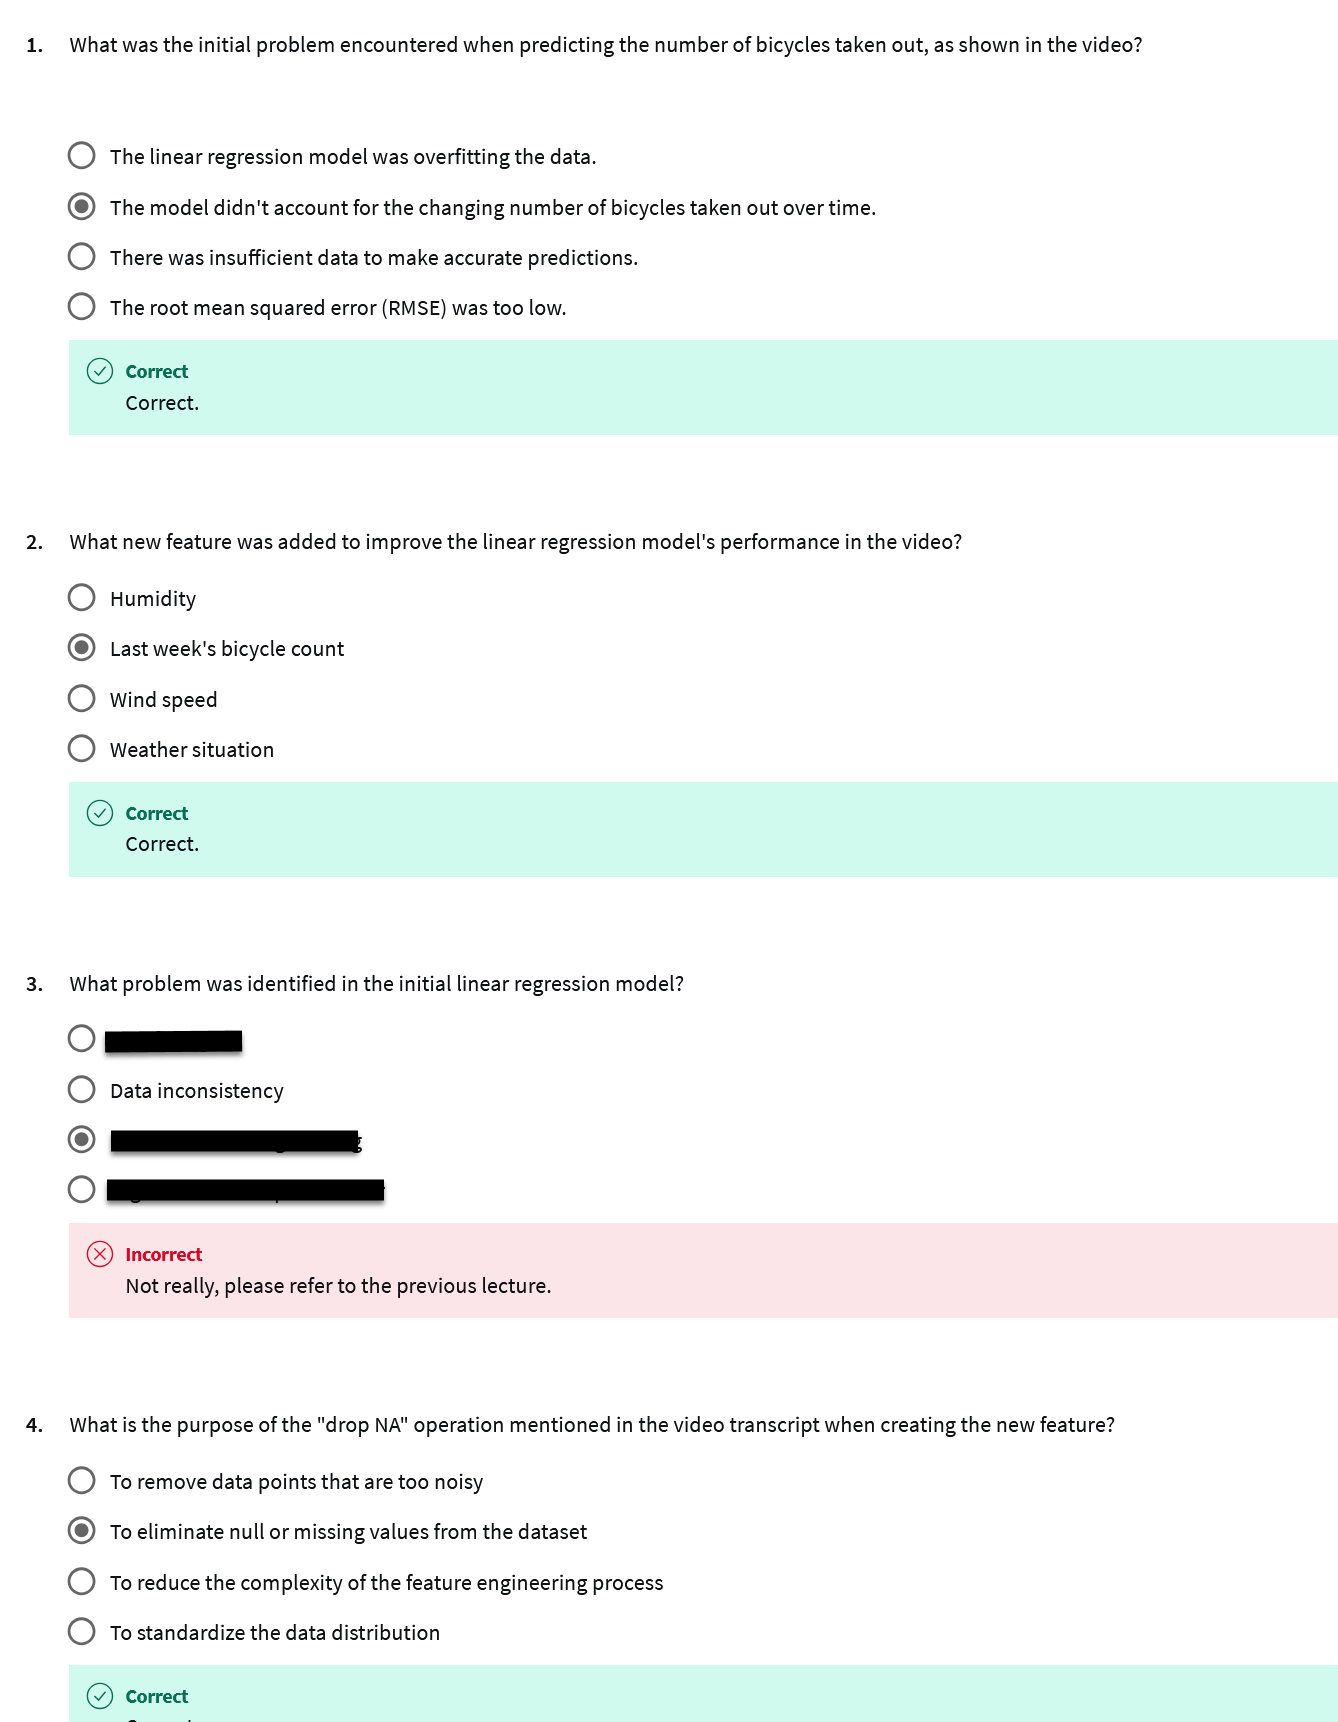 1. What was the initial problem encountered when predicting the number of bicycles taken out, as shown in the video?
The linear regression model was overfitting the data.
The model didn't account for the changing number of bicycles taken out over time.
There was insufficient data to make accurate predictions.
The root mean squared error (RMSE) was too low.
Correct
Correct.
2. What new feature was added to improve the linear regression model's performance in the video?
Humidity
Last week's bicycle count
Wind speed
Weather situation
Correct
Correct.
3. What problem was identified in the initial linear regression model?
Data inconsistency
Incorrect
Not really, please refer to the previous lecture.
4. What is the purpose of the "drop NA" operation mentioned in the video transcript when creating the new feature?
To remove data points that are too noisy
To eliminate null or missing values from the dataset
To reduce the complexity of the feature engineering process
To standardize the data distribution
Correct